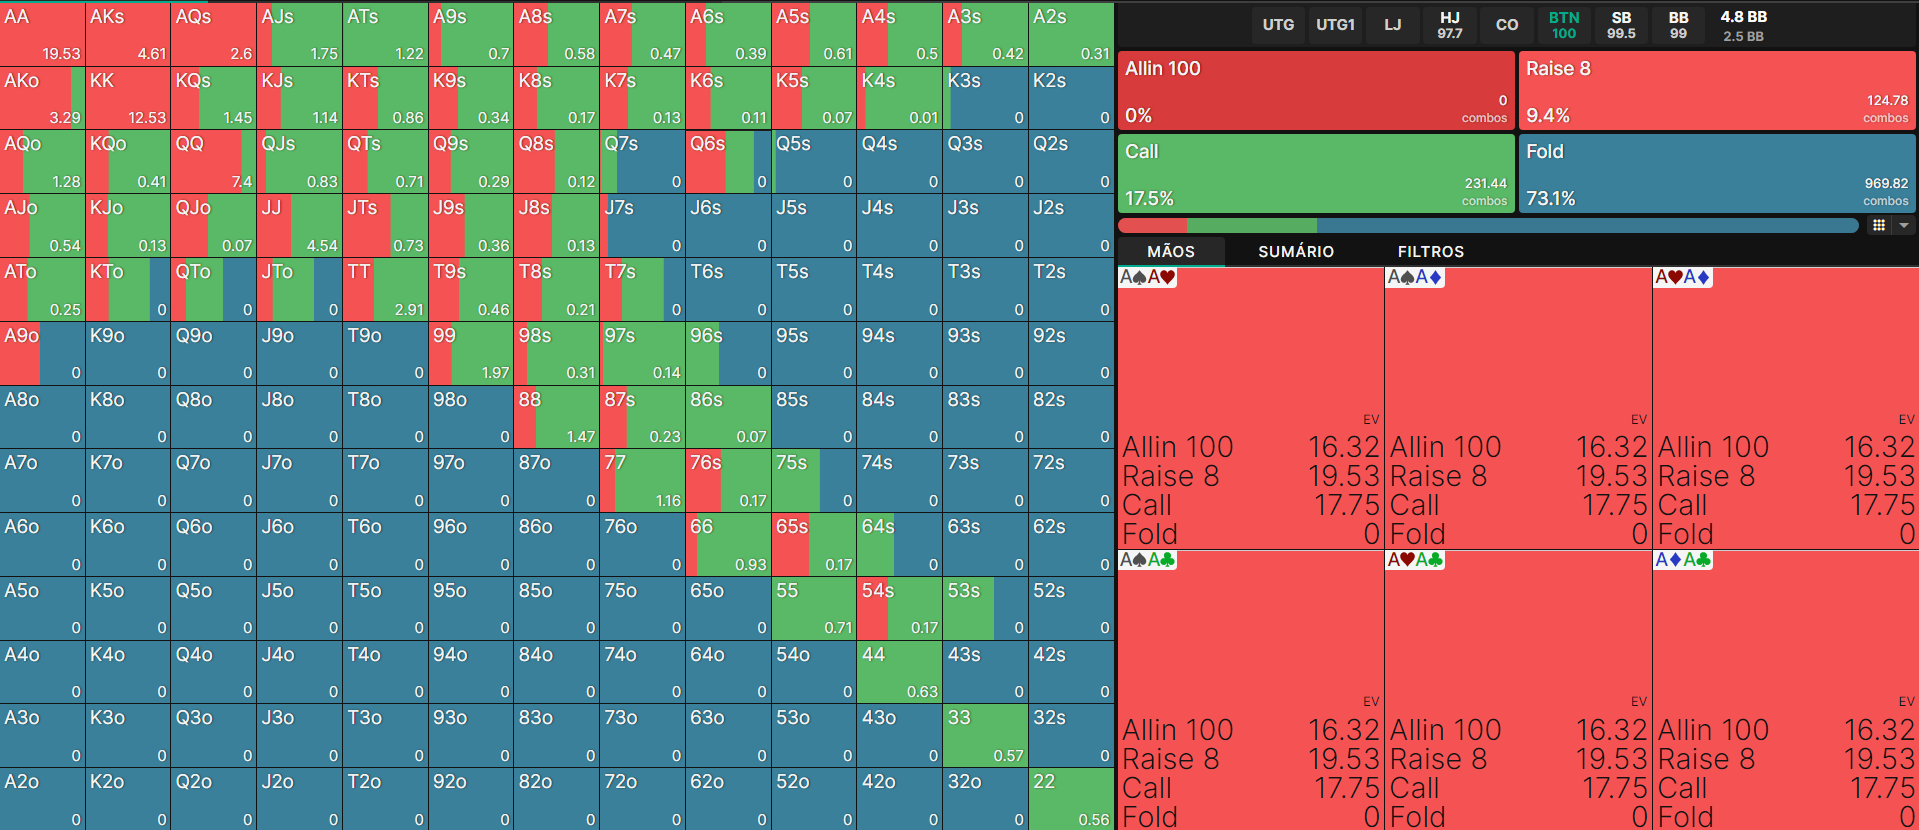 AA AKs AQs AJs ATs A9s A8s A7s A6s A5s A4s A3s A2s
19.53 4.61 2.6 1.75 1.22 0.7 0.58 0.47 0.39 0.61 0.5 0.42 0.31
AKo KK KQs KJs KTs K9s K8s K7s K6s K5s K4s K3s K2s
3.29 12.53 1.45 1.14 0.86 0.34 0.17 0.13 0.11 0.07 0.01 0 0
AQo KQo QQ QJs QTs Q9s Q8s Q7s Q6s Q5s Q4s Q3s Q2s
1.28 0.41 7.4 0.83 0.71 0.29 0.12 0 0 0 0 0 0
AJo KJo QJo JJ JTs J9s J8s J7s J6s J5s J4s J3s J2s
0.54 0.13 0.07 4.54 0.73 0.36 0.13 0 0 0 0 0 0
ATo KTo QTo JTo TT T9s T8s T7s T6s T5s T4s T3s T2s
0.25 0 0 0 2.91 0.46 0.21 0 0 0 0 0 0
A9o K9o Q9o J9o T9o 99 98s 97s 96s 95s 94s 93s 92s
0 0 0 0 0 1.97 0.31 0.14 0 0 0 0 0
A8o K8o Q8o J8o T8o 98o 88 87s 86s 85s 84s 83s 82s
0 0 0 0 0 0 1.47 0.23 0.07 0 0 0 0
A7o K7o Q7o J7o T7o 97o 87o 77 76s 75s 74s 73s 72s
0 0 0 0 0 0 0 1.16 0.17 0 0 0 0
A6o K6o Q6o J6o T6o 96o 86o 76o 66 65s 64s 63s 62s
0 0 0 0 0 0 0 0 0.93 0.17 0 0 0
A5o K5o Q5o J5o T5o 95o 85o 75o 65o 55 54s 53s 52s
0 0 0 0 0 0 0 0 0 0.71 0.17 0 0
A4o K4o Q4o J4o T4o 94o 84o 74o 64o 54o 44 43s 42s
0 0 0 0 0 0 0 0 0 0 0.63 0 0
A3o K3o Q3o J3o T3o 93o 83o 73o 63o 53o 43o 33 32s
0 0 0 0 0 0 0 0 0 0 0 0.57 0
A2o K2o Q2o J2o T2o 92o 82o 72o 62o 52o 42o 32o 22
0 0 0 0 0 0 0 0 0 0 0 0 0.56
UTG UTG1 LJ HJ CO BTN SB BB 4.8 BB
97.7 100 99.5 99 2.5 BB
Allin 100 Raise 8
0 124.78
0% combos 9.4% combos
Call Fold
231.44 969.82
17.5% combos 73.1% combos
MÃOS SUMÁRIO FILTROS
A♠A♥ A♠A♦ A♥A♦
EV EV EV
Allin 100 16.32 Allin 100 16.32 Allin 100 16.32
Raise 8 19.53 Raise 8 19.53 Raise 8 19.53
Call 17.75 Call 17.75 Call 17.75
Fold 0 Fold 0 Fold 0
A♠A♣ A♥A♣ A♦A♣
EV EV EV
Allin 100 16.32 Allin 100 16.32 Allin 100 16.32
Raise 8 19.53 Raise 8 19.53 Raise 8 19.53
Call 17.75 Call 17.75 Call 17.75
Fold 0 Fold 0 Fold 0